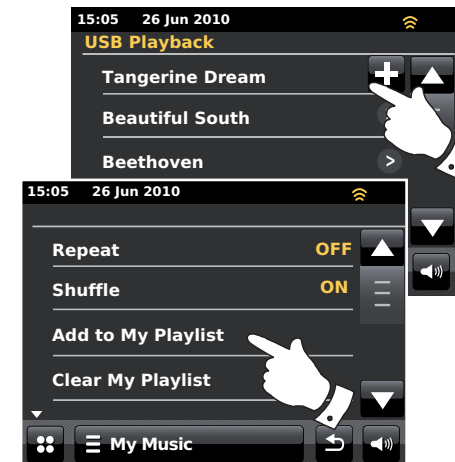 15:05 26 Jun 2010
USB Playback
Tangerine Dream
Beautiful South
Beethoven >
15:05 26 Jun 2010
Repeat OFF
Shuffle ON
Add to My Playlist
Clear My Playlist
My Music